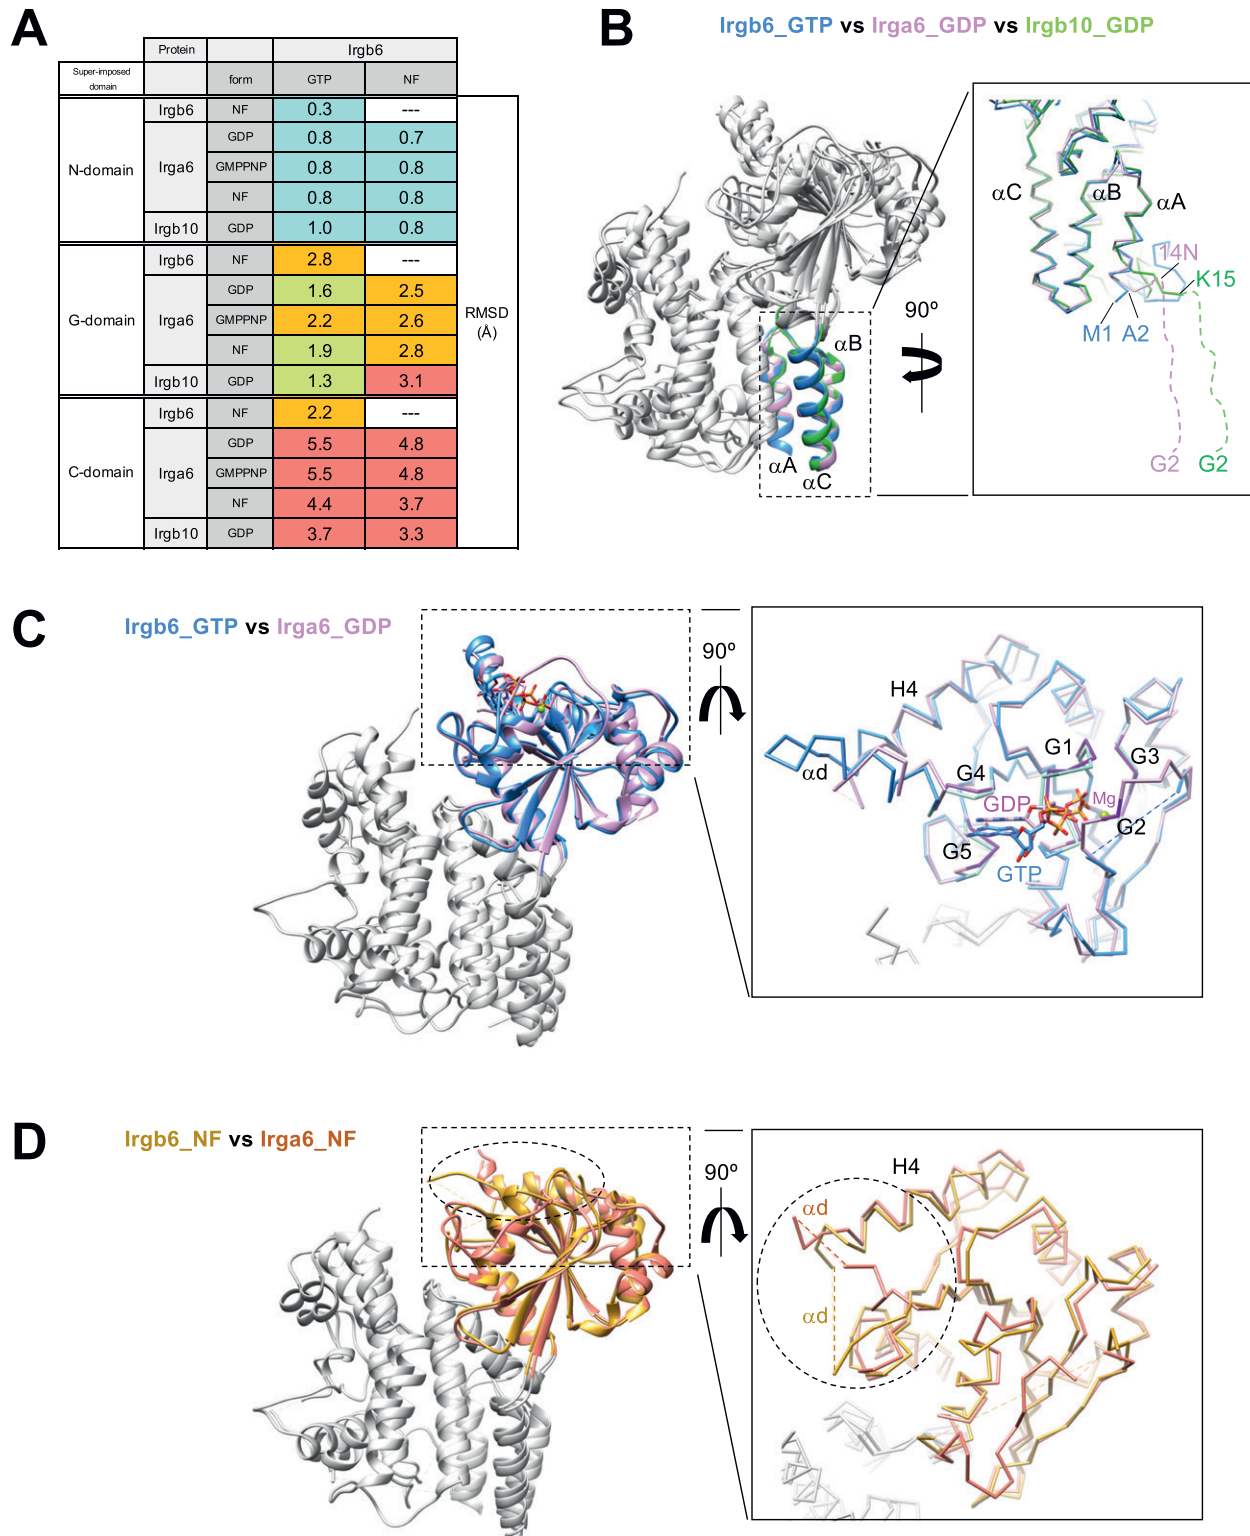 A
Protein Irgb6
Super-imposed domain form GTP NF
N-domain Irgb6 NF 0.3 ---
Irga6 GDP 0.8 0.7
GMPPNP 0.8 0.8
NF 0.8 0.8
Irgb10 GDP 1.0 0.8
G-domain Irgb6 NF 2.8 ---
Irga6 GDP 1.6 2.5
GMPPNP 2.2 2.6
NF 1.9 2.8
Irgb10 GDP 1.3 3.1
C-domain Irgb6 NF 2.2 ---
Irga6 GDP 5.5 4.8
GMPPNP 5.5 4.8
NF 4.4 3.7
Irgb10 GDP 3.7 3.3
RMSD
(Å)
B
Irgb6_GTP vs Irga6_GDP vs Irgb10_GDP
αB
αA
αC
90º
αC
αB
αA
14N
K15
M1 A2
G2 G2
C
Irgb6_GTP vs Irga6_GDP
90º
H4
αd
G1
G3
G4
GDP
Mg
G2
G5
GTP
D
Irgb6_NF vs Irga6_NF
90º
H4
αd
αd